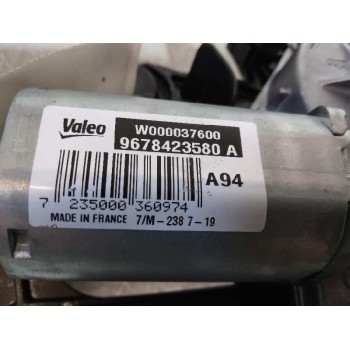 Valeo
W000037600
9678423580 A
A94
7 235000 360974
MADE IN FRANCE 7/M-238 7-19